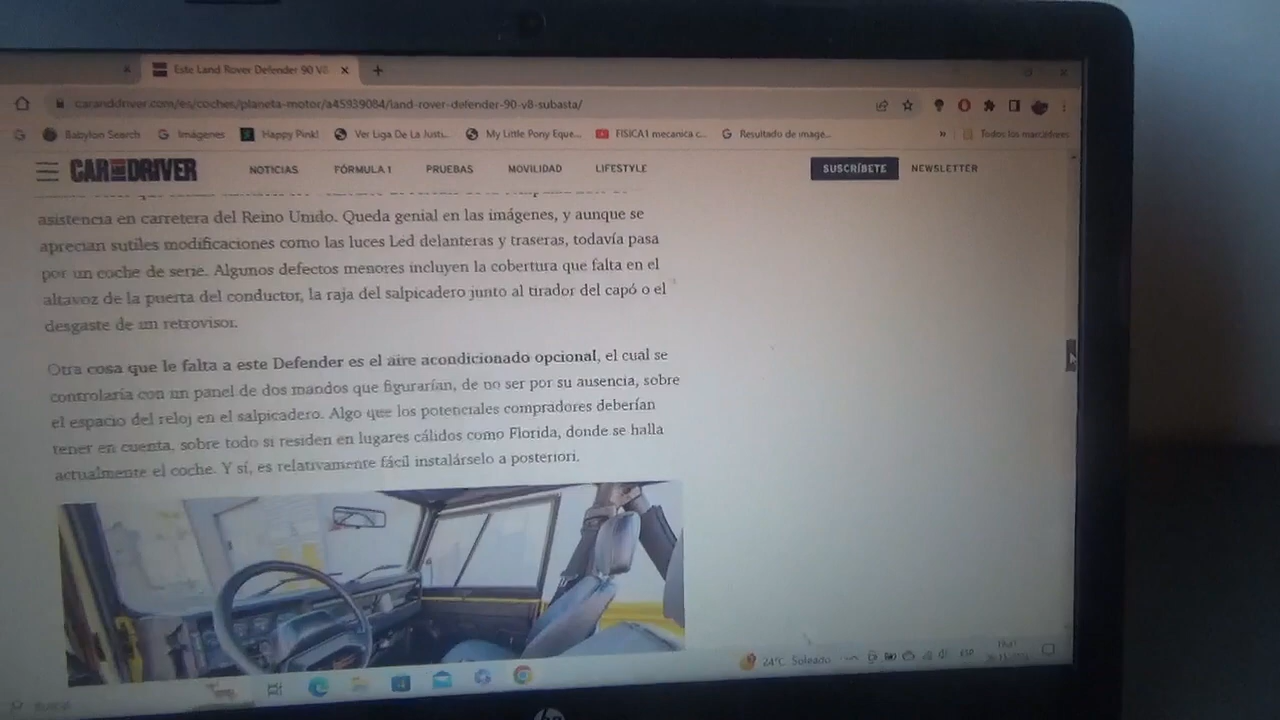 Este Land Rover Defender 90 V8
caranddriver.com/es/coches/planeta-motor/a45939084/land-rover-defender-90-v8-subasta/
Babylon Search
Imágenes
Happy Pink!
Ver Liga De La Justi...
My Little Pony Eque...
FISICA1 mecanica c...
Resultado de image...
»
Todos los marcadores
CAR AND DRIVER
NOTICIAS
FÓRMULA 1
PRUEBAS
MOVILIDAD
LIFESTYLE
SUSCRÍBETE
NEWSLETTER
asistencia en carretera del Reino Unido. Queda genial en las imágenes, y aunque se
aprecian sutiles modificaciones como las luces Led delanteras y traseras, todavía pasa
por un coche de serie. Algunos defectos menores incluyen la cobertura que falta en el
altavoz de la puerta del conductor, la raja del salpicadero junto al tirador del capó o el
desgaste de un retrovisor.
Otra cosa que le falta a este Defender es el aire acondicionado opcional, el cual se
controlaría con un panel de dos mandos que figurarían, de no ser por su ausencia, sobre
el espacio del reloj en el salpicadero. Algo que los potenciales compradores deberían
tener en cuenta, sobre todo si residen en lugares cálidos como Florida, donde se halla
actualmente el coche. Y sí, es relativamente fácil instalárselo a posteriori.
24°C Soleado
ESP
hp